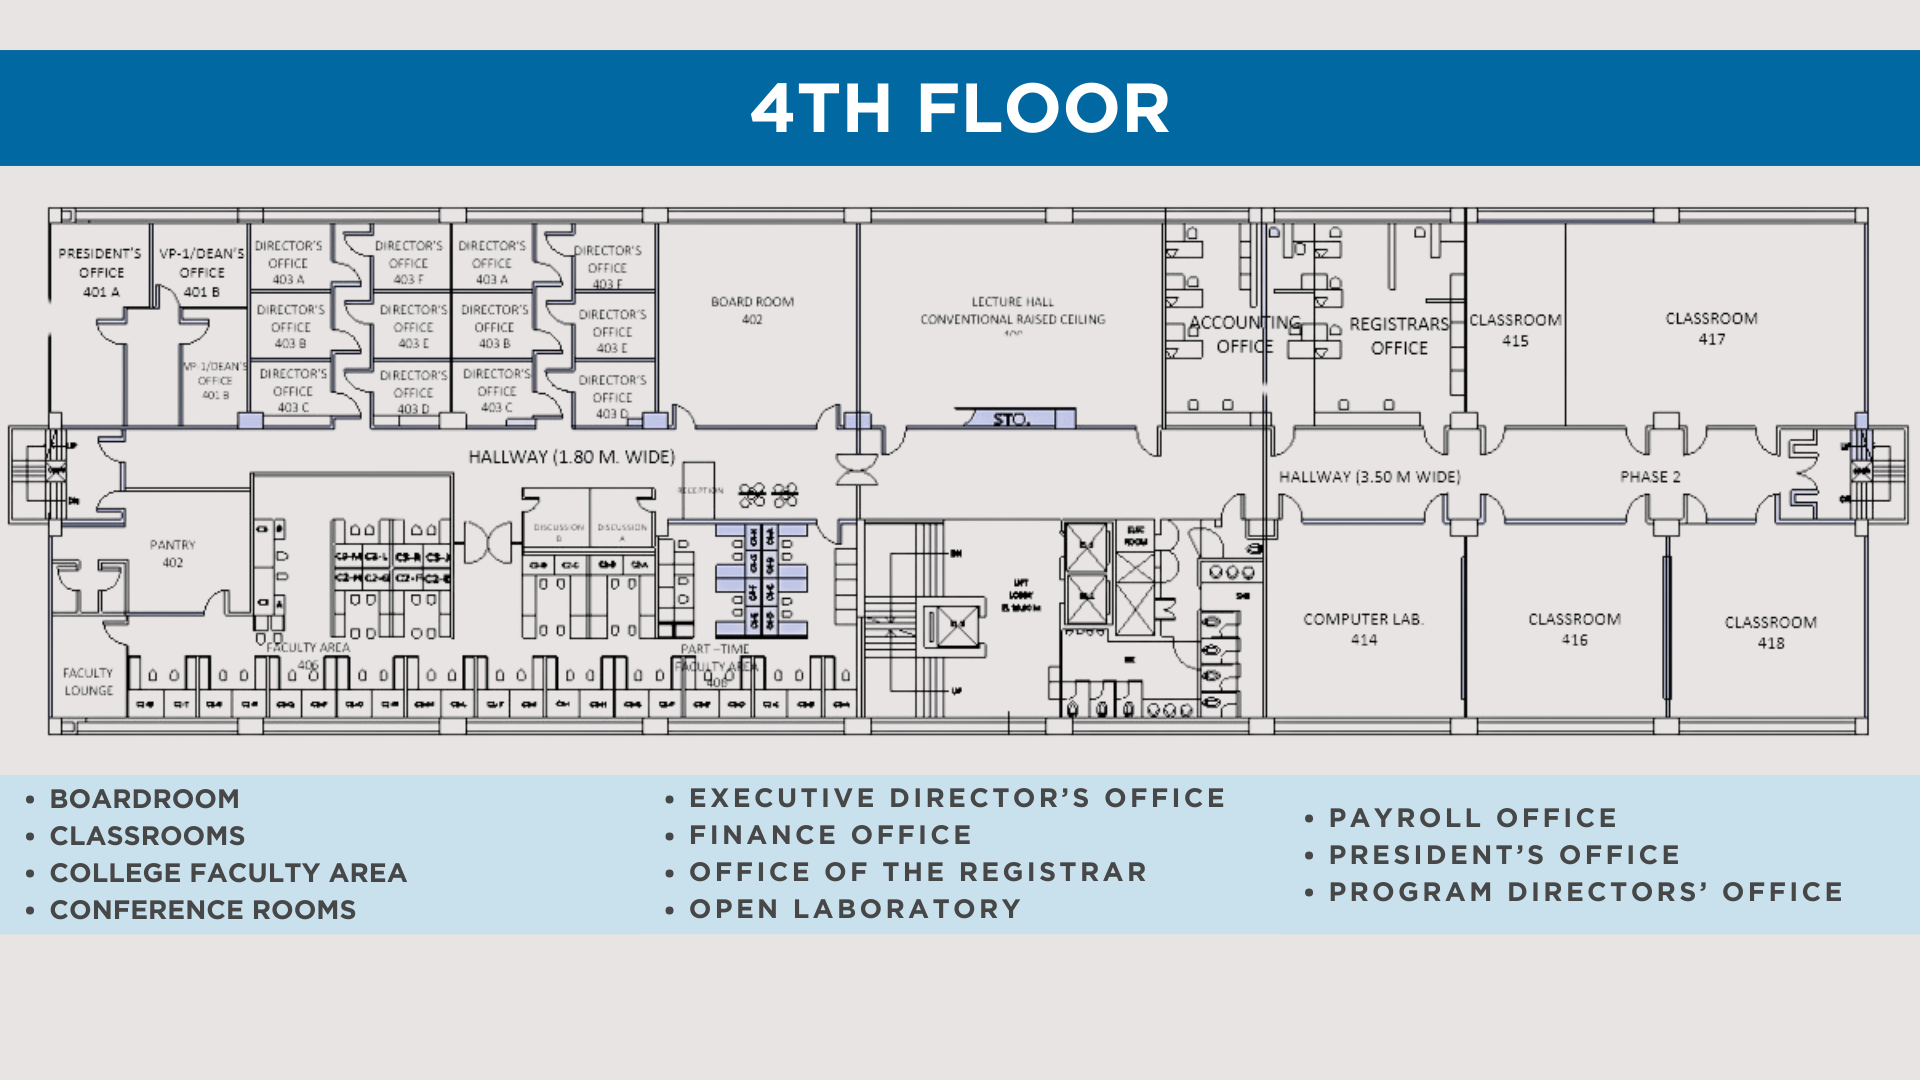 4TH FLOOR
PRESIDENT'S
OFFICE
401 A
VP-1/DEAN'S
OFFICE
401 B
VP-1/DEAN'S
OFFICE
401 B
DIRECTOR'S
OFFICE
403 A
DIRECTOR'S
OFFICE
403 B
DIRECTOR'S
OFFICE
403 C
DIRECTOR'S
OFFICE
403 F
DIRECTOR'S
OFFICE
403 E
DIRECTOR'S
OFFICE
403 D
DIRECTOR'S
OFFICE
403 A
DIRECTOR'S
OFFICE
403 B
DIRECTOR'S
OFFICE
403 C
DIRECTOR'S
OFFICE
403 F
DIRECTOR'S
OFFICE
403 E
DIRECTOR'S
OFFICE
403 D
BOARD ROOM
402
LECTURE HALL
CONVENTIONAL RAISED CEILING
STO.
ACCOUNTING
OFFICE
REGISTRARS
OFFICE
CLASSROOM
415
CLASSROOM
417
HALLWAY (1.80 M. WIDE)
RECEPTION
HALLWAY (3.50 M WIDE)
PHASE 2
UP
DN
PANTRY
402
DISCUSSION
B
DISCUSSION
A
ELEC
ROOM
LIFT
LOBBY
DN
UP
FACULTY AREA
406
PART –TIME
FACULTY AREA
408
FACULTY
LOUNGE
COMPUTER LAB.
414
CLASSROOM
416
CLASSROOM
418
• BOARDROOM
• CLASSROOMS
• COLLEGE FACULTY AREA
• CONFERENCE ROOMS
• EXECUTIVE DIRECTOR’S OFFICE
• FINANCE OFFICE
• OFFICE OF THE REGISTRAR
• OPEN LABORATORY
• PAYROLL OFFICE
• PRESIDENT’S OFFICE
• PROGRAM DIRECTORS’ OFFICE